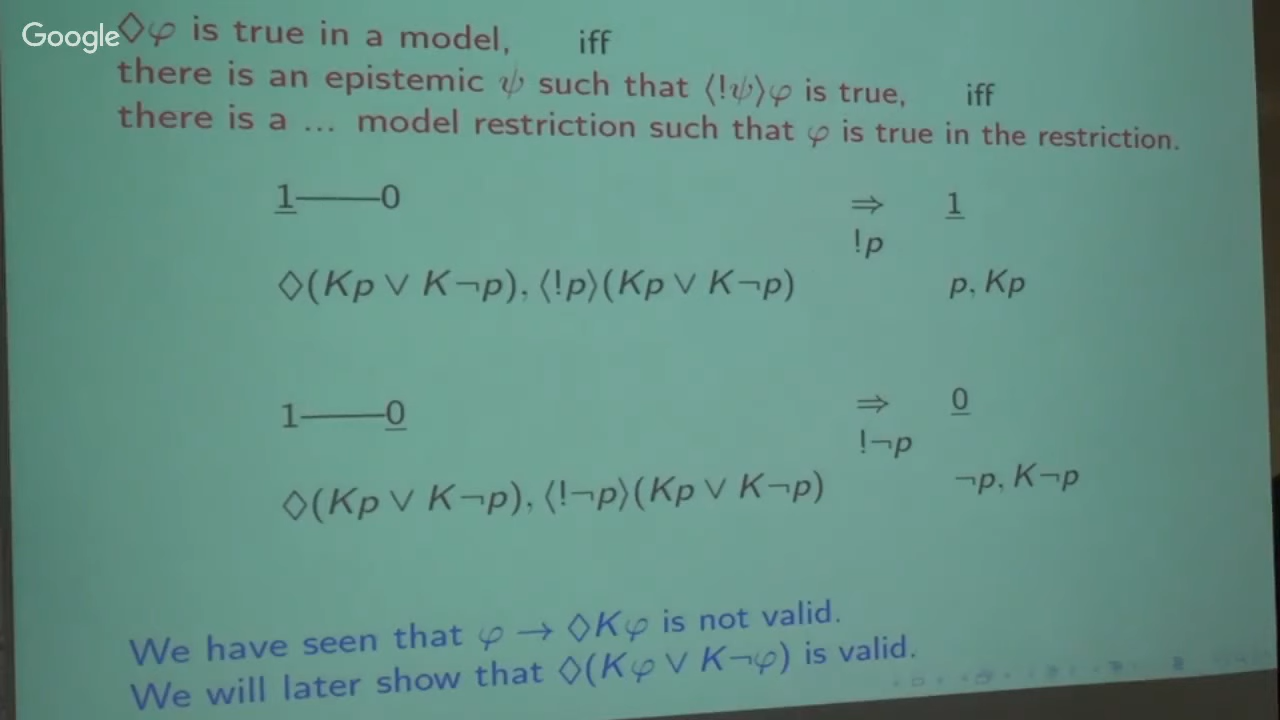 Google
◇φ is true in a model, iff
there is an epistemic ψ such that ⟨!ψ⟩φ is true, iff
there is a ... model restriction such that φ is true in the restriction.
1——0 ⇒ 1
!p
◇(Kp ∨ K¬p), ⟨!p⟩(Kp ∨ K¬p) p, Kp
1——0 ⇒ 0
!¬p
◇(Kp ∨ K¬p), ⟨!¬p⟩(Kp ∨ K¬p) ¬p, K¬p
We have seen that φ → ◇Kφ is not valid.
We will later show that ◇(Kφ ∨ K¬φ) is valid.